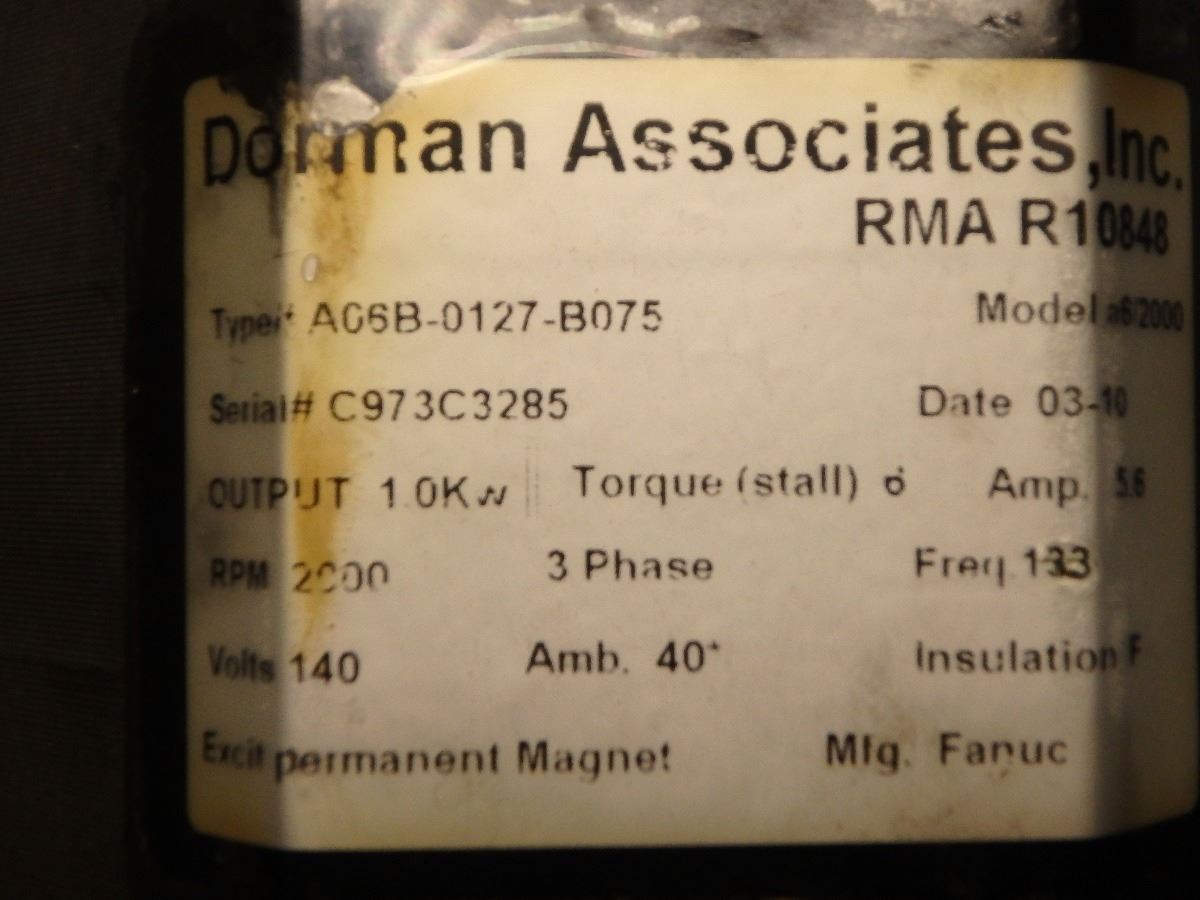 Dorman Associates, Inc.
RMA R10848
Type# A06B-0127-B075 Model a6/2000
Serial# C973C3285 Date 03-10
OUTPUT 1.0Kw Torque (stall) Amp. 5.6
RPM 2000 3 Phase Freq. 133
Volts 140 Amb. 40° Insulation F
Excit permanent Magnet Mfg. Fanuc